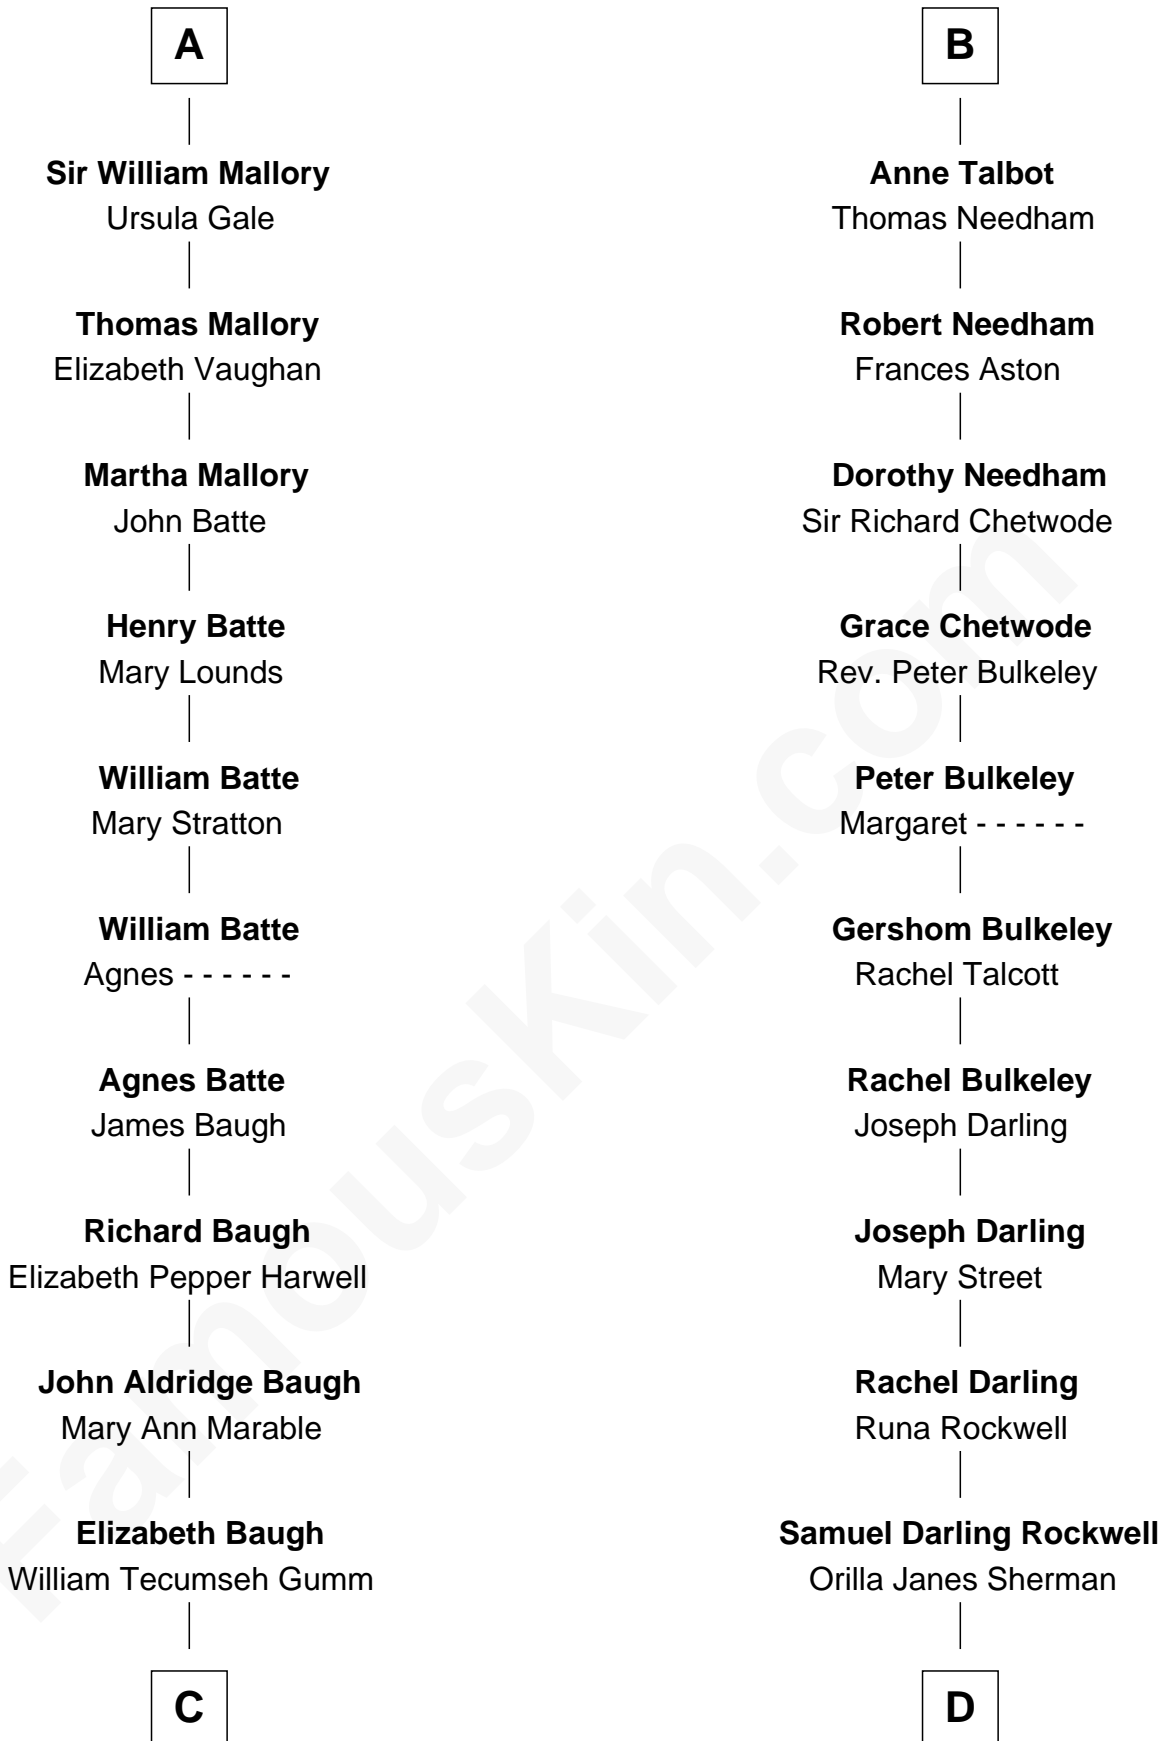 A
Sir William Mallory
Ursula Gale
Thomas Mallory
Elizabeth Vaughan
Martha Mallory
John Batte
Henry Batte
Mary Lounds
William Batte
Mary Stratton
William Batte
Agnes - - - - - -
Agnes Batte
James Baugh
Richard Baugh
Elizabeth Pepper Harwell
John Aldridge Baugh
Mary Ann Marable
Elizabeth Baugh
William Tecumseh Gumm
C
B
Anne Talbot
Thomas Needham
Robert Needham
Frances Aston
Dorothy Needham
Sir Richard Chetwode
Grace Chetwode
Rev. Peter Bulkeley
Peter Bulkeley
Margaret - - - - - -
Gershom Bulkeley
Rachel Talcott
Rachel Bulkeley
Joseph Darling
Joseph Darling
Mary Street
Rachel Darling
Runa Rockwell
Samuel Darling Rockwell
Orilla Janes Sherman
D
FamousKin.com